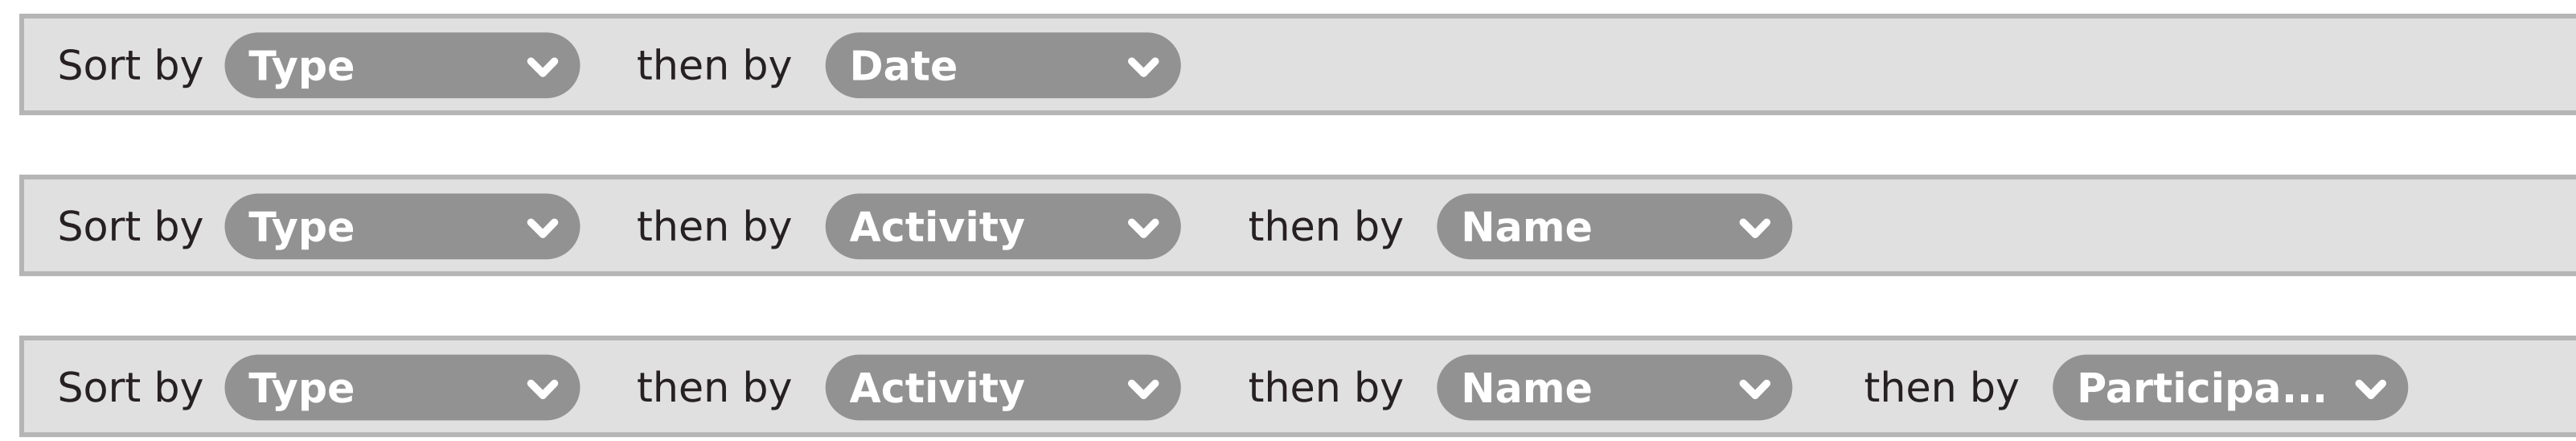 Sort by Type then by Date
Sort by Type then by Activity then by Name
Sort by Type then by Activity then by Name then by Participa...